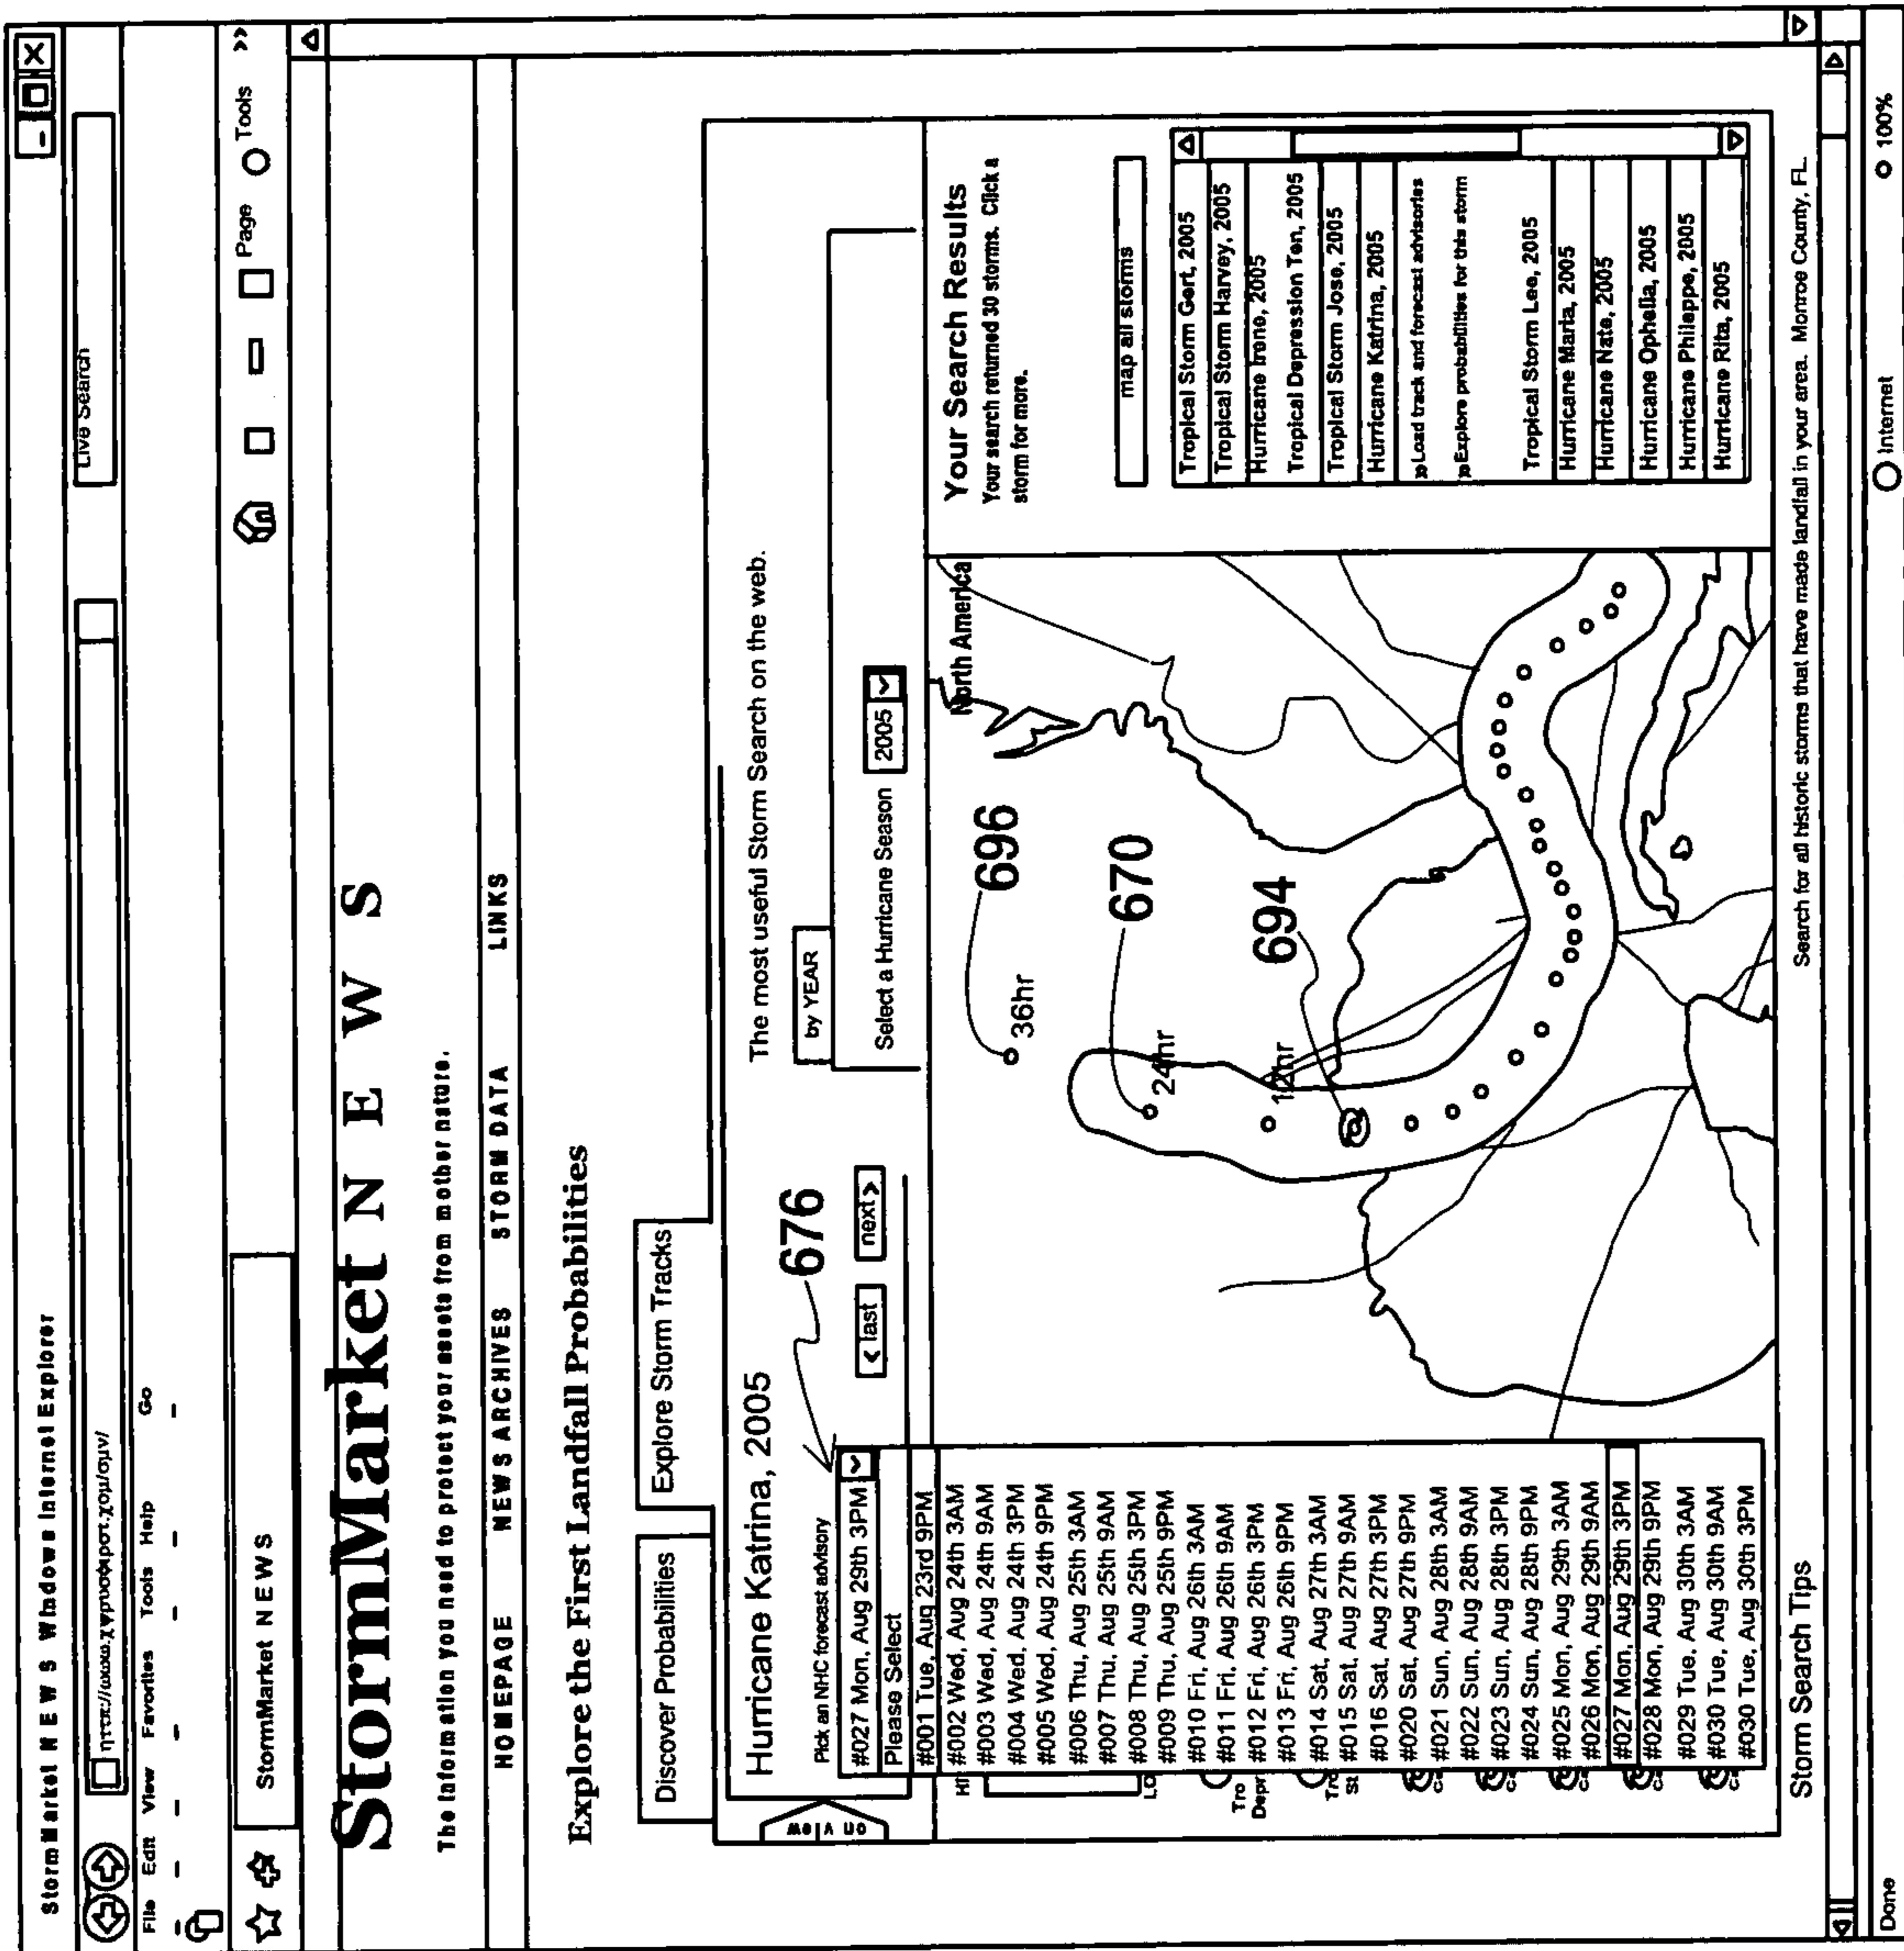 StormMarket N E W S Windows Internet Explorer
ηττπ://ωωω.χψρυοφιροτ.χομ/σμν/
Live Search
File Edit View Favorites Tools Help Go
StormMarket NEWS
Page Tools »
StormMarket N E W S
The information you need to protect your assets from mother nature.
HOMEPAGE NEWS ARCHIVES STORM DATA LINKS
Explore the First Landfall Probabilities
Discover Probabilities Explore Storm Tracks
on view
Hurricane Katrina, 2005
The most useful Storm Search on the web.
676
by YEAR
Pick an NHC forecast advisory
#027 Mon, Aug 29th 3PM
< last next >
Select a Hurricane Season 2005
Please Select
#001 Tue, Aug 23rd 9PM
#002 Wed, Aug 24th 3AM
#003 Wed, Aug 24th 9AM
#004 Wed, Aug 24th 3PM
#005 Wed, Aug 24th 9PM
#006 Thu, Aug 25th 3AM
#007 Thu, Aug 25th 9AM
#008 Thu, Aug 25th 3PM
#009 Thu, Aug 25th 9PM
#010 Fri, Aug 26th 3AM
#011 Fri, Aug 26th 9AM
#012 Fri, Aug 26th 3PM
#013 Fri, Aug 26th 9PM
#014 Sat, Aug 27th 3AM
#015 Sat, Aug 27th 9AM
#016 Sat, Aug 27th 3PM
#020 Sat, Aug 27th 9PM
#021 Sun, Aug 28th 3AM
#022 Sun, Aug 28th 9AM
#023 Sun, Aug 28th 3PM
#024 Sun, Aug 28th 9PM
#025 Mon, Aug 29th 3AM
#026 Mon, Aug 29th 9AM
#027 Mon, Aug 29th 3PM
#028 Mon, Aug 29th 9PM
#029 Tue, Aug 30th 3AM
#030 Tue, Aug 30th 9AM
#030 Tue, Aug 30th 3PM
LO
Tro
Depr
Tro
St
North America
696
36hr
670
24hr
694
12hr
Your Search Results
Your search returned 30 storms. Click a
storm for more.
map all storms
Tropical Storm Gert, 2005
Tropical Storm Harvey, 2005
Hurricane Irene, 2005
Tropical Depression Ten, 2005
Tropical Storm Jose, 2005
Hurricane Katrina, 2005
» Load track and forecast advisories
» Explore probabilities for this storm
Tropical Storm Lee, 2005
Hurricane Maria, 2005
Hurricane Nate, 2005
Hurricane Ophelia, 2005
Hurricane Phileppe, 2005
Hurricane Rita, 2005
Storm Search Tips
Search for all historic storms that have made landfall in your area. Monroe County, FL.
Done
Internet
100%